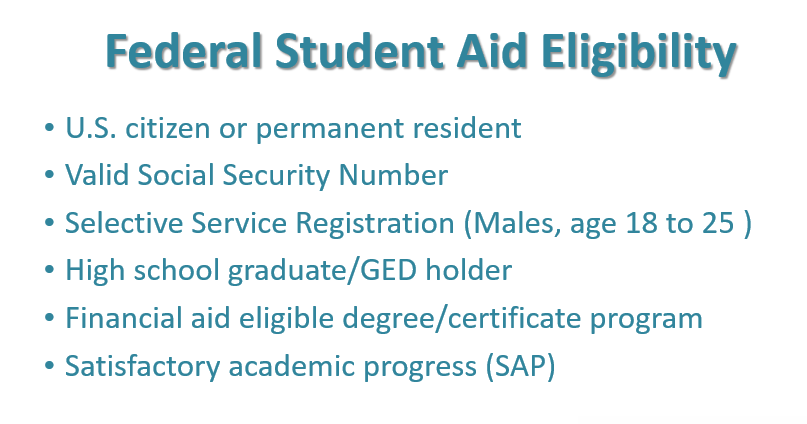 Federal Student Aid Eligibility
• U.S. citizen or permanent resident
• Valid Social Security Number
• Selective Service Registration (Males, age 18 to 25 )
• High school graduate/GED holder
• Financial aid eligible degree/certificate program
• Satisfactory academic progress (SAP)